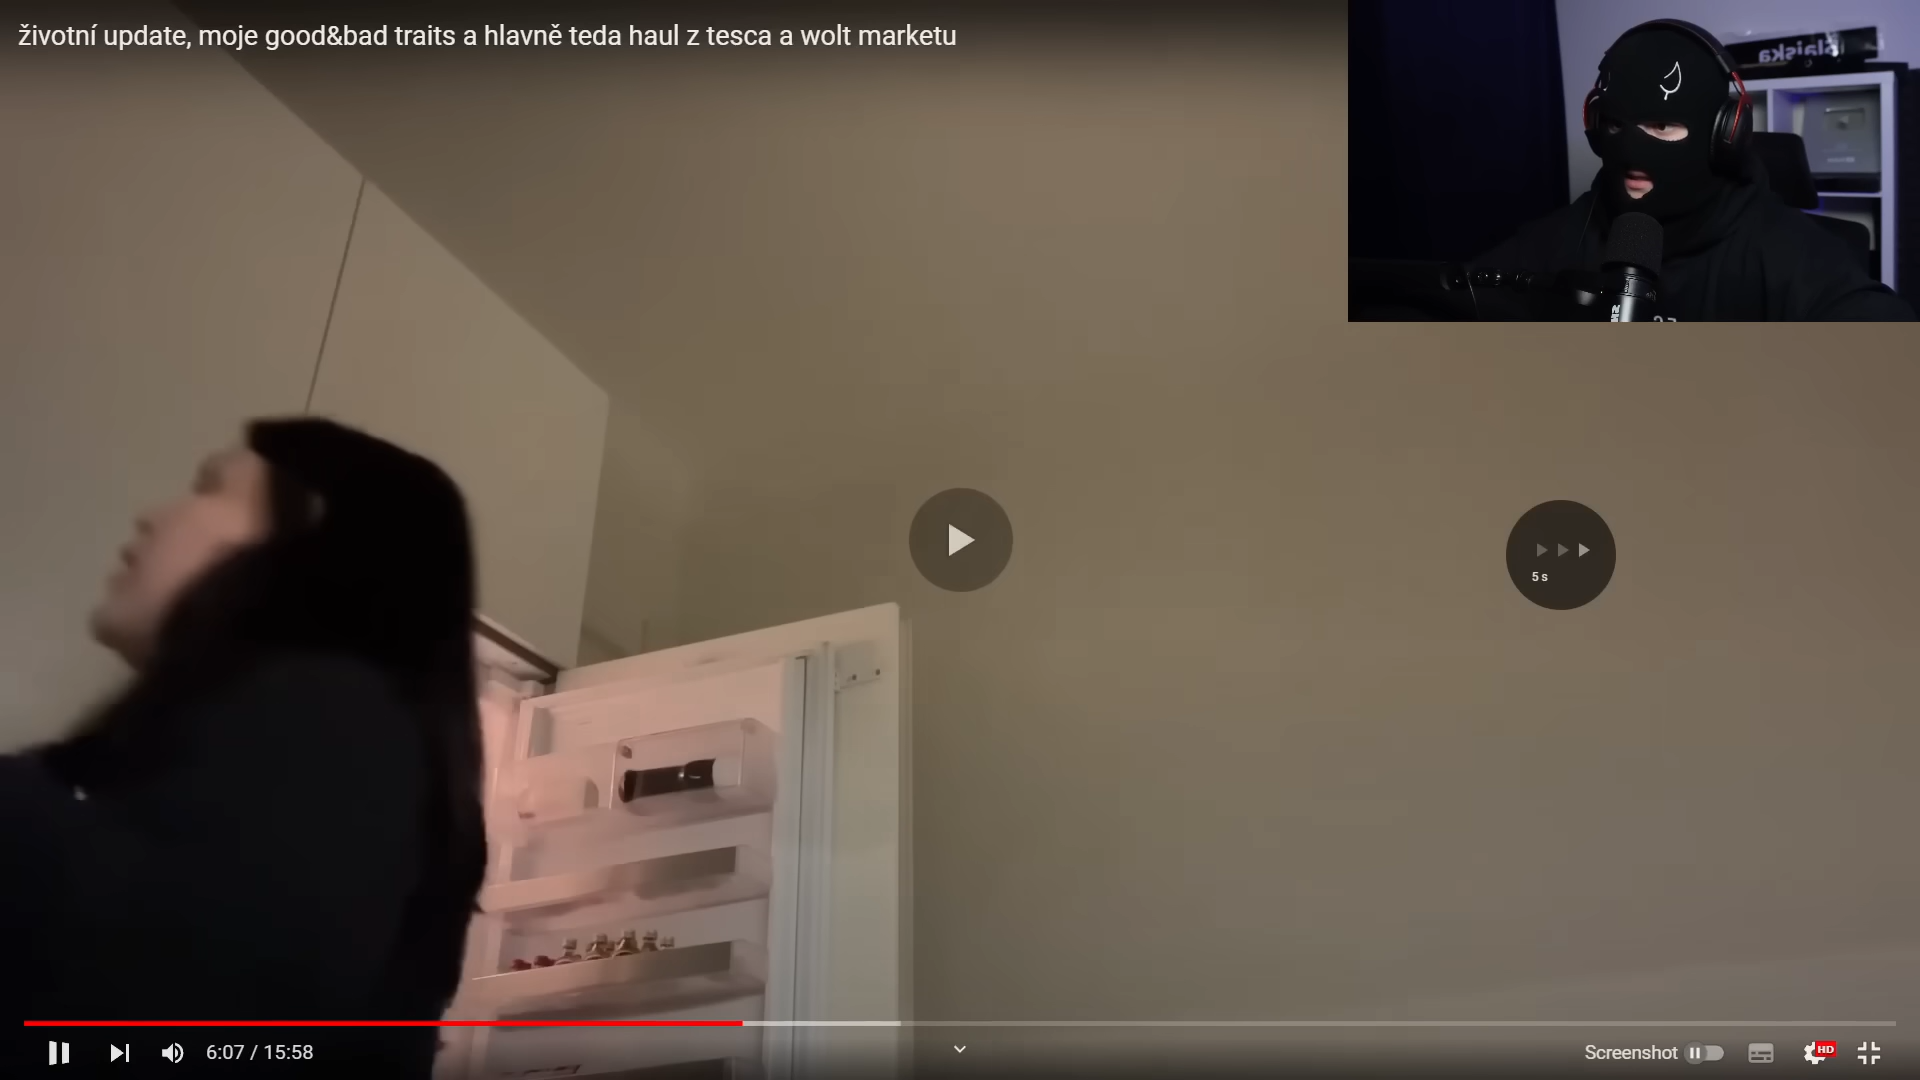 životní update, moje good&bad traits a hlavně teda haul z tesca a wolt marketu
5 s
6:07 / 15:58
Screenshot
HD